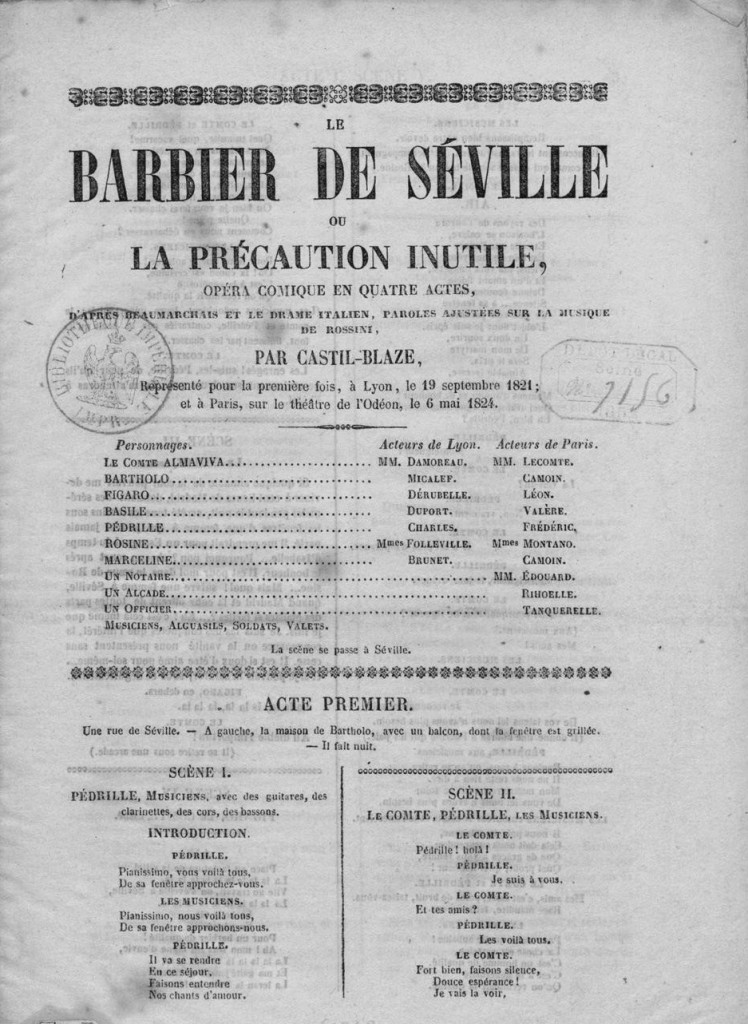 LE
BARBIER DE SÉVILLE
OU
LA PRÉCAUTION INUTILE,
OPÉRA COMIQUE EN QUATRE ACTES,
D'APRÈS BEAUMARCHAIS ET LE DRAME ITALIEN, PAROLES AJUSTÉES SUR LA MUSIQUE
DE ROSSINI,
PAR CASTIL-BLAZE,
Représenté pour la première fois, à Lyon, le 19 septembre 1821;
et à Paris, sur le théâtre de l'Odéon, le 6 mai 1824.
BIBLIOTHÈQUE IMPÉRIALE
IMPR.
DÉPÔT LÉGAL
Seine
7156
Personnages. Acteurs de Lyon. Acteurs de Paris.
LE COMTE ALMAVIVA.................... MM. DAMOREAU. MM. LECOMTE.
BARTHOLO........................... MICALEF. CAMOIN.
FIGARO.............................. DÉRUBELLE. LÉON.
BASILE.............................. DUPORT. VALÈRE.
PÉDRILLE............................ CHARLES. FRÉDÉRIC.
ROSINE.............................. Mmes FOLLEVILLE. Mmes MONTANO.
MARCELINE........................... BRUNET. CAMOIN.
UN NOTAIRE.......................................... MM. ÉDOUARD.
UN ALCADE........................................... RIHOELLE.
UN OFFICIER......................................... TANQUERELLE.
MUSICIENS, ALGUASILS, SOLDATS, VALETS.
La scène se passe à Séville.
ACTE PREMIER.
Une rue de Séville. — A gauche, la maison de Bartholo, avec un balcon, dont la fenêtre est grillée.
— Il fait nuit.
SCÈNE I.
PÉDRILLE, MUSICIENS, avec des guitares, des
clarinettes, des cors, des bassons.
INTRODUCTION.
PÉDRILLE.
Pianissimo, vous voilà tous,
De sa fenêtre approchez-vous.
LES MUSICIENS.
Pianissimo, nous voilà tous,
De sa fenêtre approchons-nous.
PÉDRILLE.
Il va se rendre
En ce séjour.
Faisons entendre
Nos chants d'amour.
SCÈNE II.
LE COMTE, PÉDRILLE, LES MUSICIENS.
LE COMTE.
Pédrille! holà!
PÉDRILLE.
Je suis à vous.
LE COMTE.
Et tes amis?
PÉDRILLE.
Les voilà tous.
LE COMTE.
Fort bien, faisons silence,
Douce espérance!
Je vais la voir,